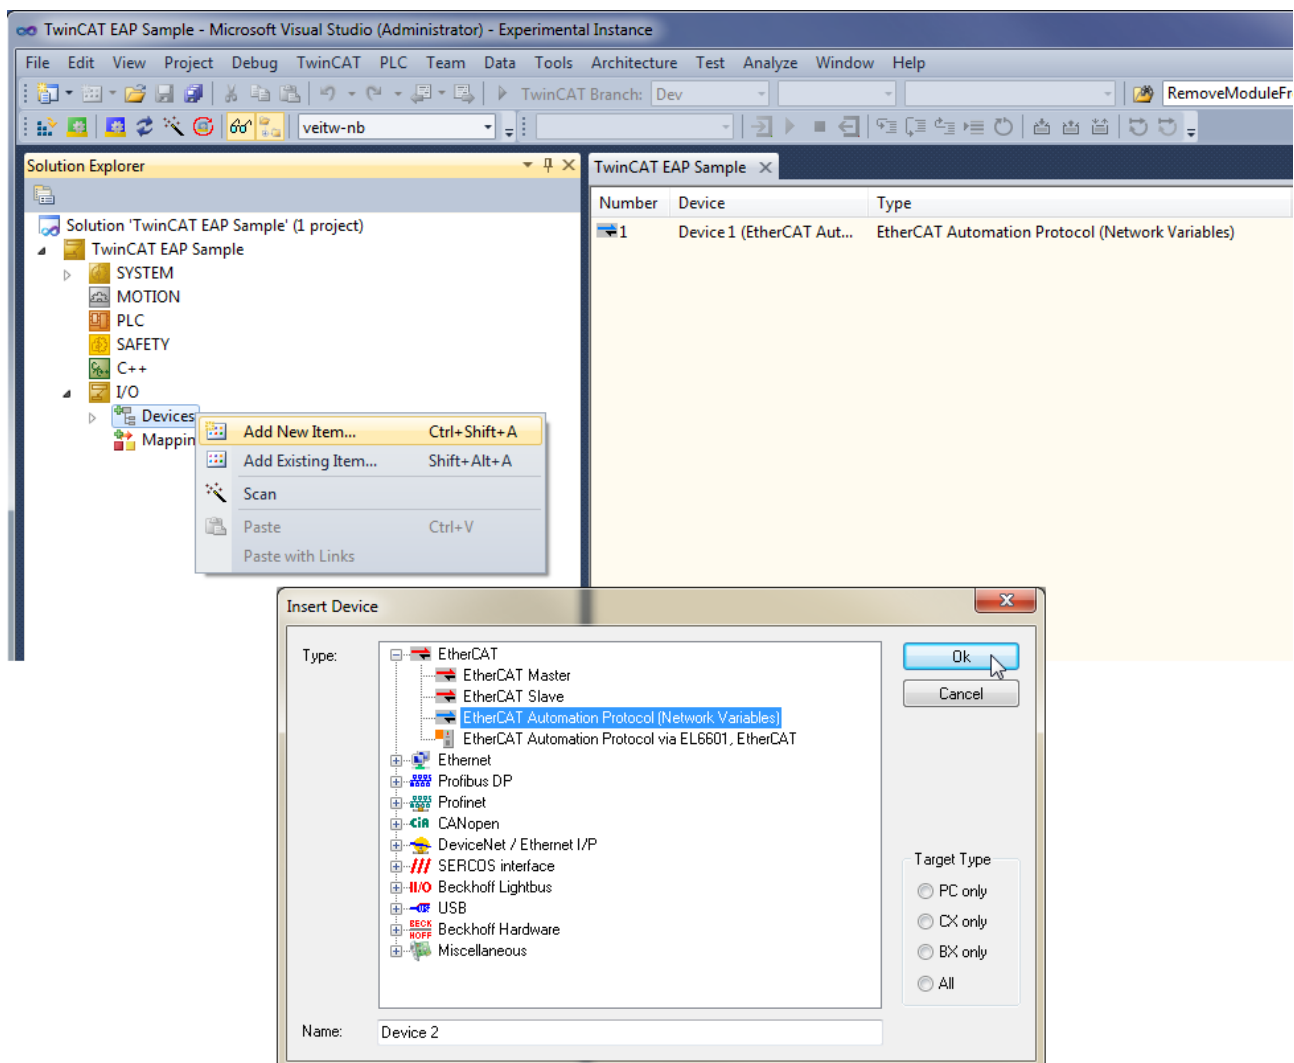 TwinCAT EAP Sample - Microsoft Visual Studio (Administrator) - Experimental Instance
File Edit View Project Debug TwinCAT PLC Team Data Tools Architecture Test Analyze Window Help
TwinCAT Branch: Dev RemoveModuleFr
veitw-nb
Solution Explorer
TwinCAT EAP Sample
Number Device Type
Solution 'TwinCAT EAP Sample' (1 project)
1 Device 1 (EtherCAT Aut... EtherCAT Automation Protocol (Network Variables)
TwinCAT EAP Sample
SYSTEM
MOTION
PLC
SAFETY
C++
I/O
Devices
Mappin
Add New Item... Ctrl+Shift+A
Add Existing Item... Shift+Alt+A
Scan
Paste Ctrl+V
Paste with Links
Insert Device
Type:
EtherCAT
EtherCAT Master
EtherCAT Slave
EtherCAT Automation Protocol (Network Variables)
EtherCAT Automation Protocol via EL6601, EtherCAT
Ethernet
Profibus DP
Profinet
CiA CANopen
DeviceNet / Ethernet I/P
SERCOS interface
II/O Beckhoff Lightbus
USB
BECK
HOFF
Beckhoff Hardware
Miscellaneous
Ok
Cancel
Target Type
PC only
CX only
BX only
All
Name: Device 2